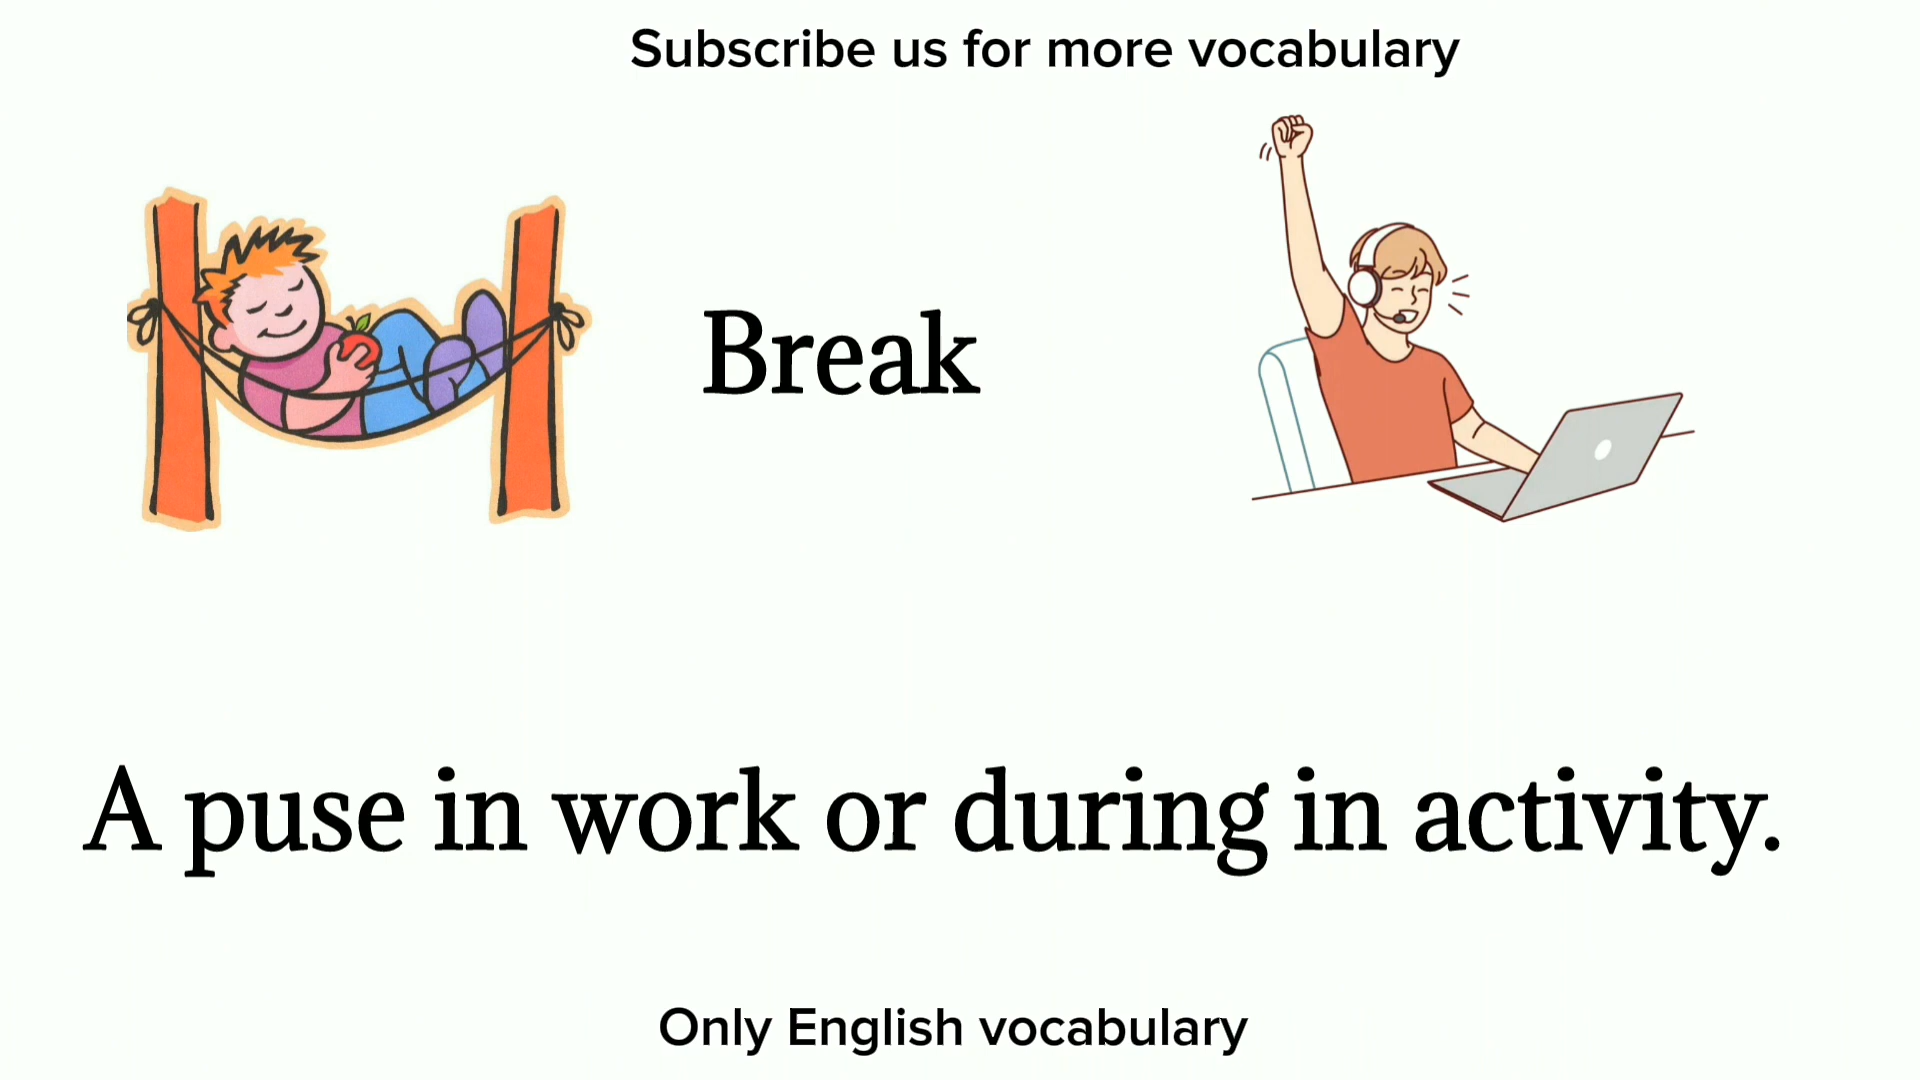 Subscribe us for more vocabulary
Break
A puse in work or during in activity.
Only English vocabulary